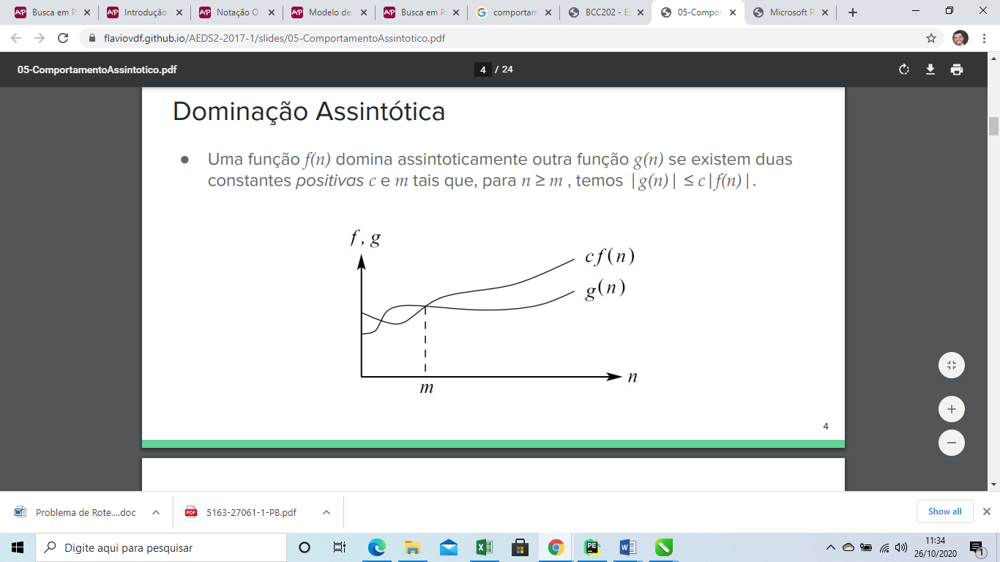 Busca em P
Introdução
Notação O
Modelo de
Busca em P
comportam
BCC202 - Es
05-Compor
Microsoft P
flaviovdf.github.io/AEDS2-2017-1/slides/05-ComportamentoAssintotico.pdf
05-ComportamentoAssintotico.pdf
4 / 24
Dominação Assintótica
● Uma função f(n) domina assintoticamente outra função g(n) se existem duas
constantes positivas c e m tais que, para n ≥ m , temos |g(n)| ≤ c|f(n)|.
f, g
c f(n)
g(n)
n
m
4
Problema de Rote....doc
5163-27061-1-PB.pdf
Show all
Digite aqui para pesquisar
11:34
26/10/2020
1